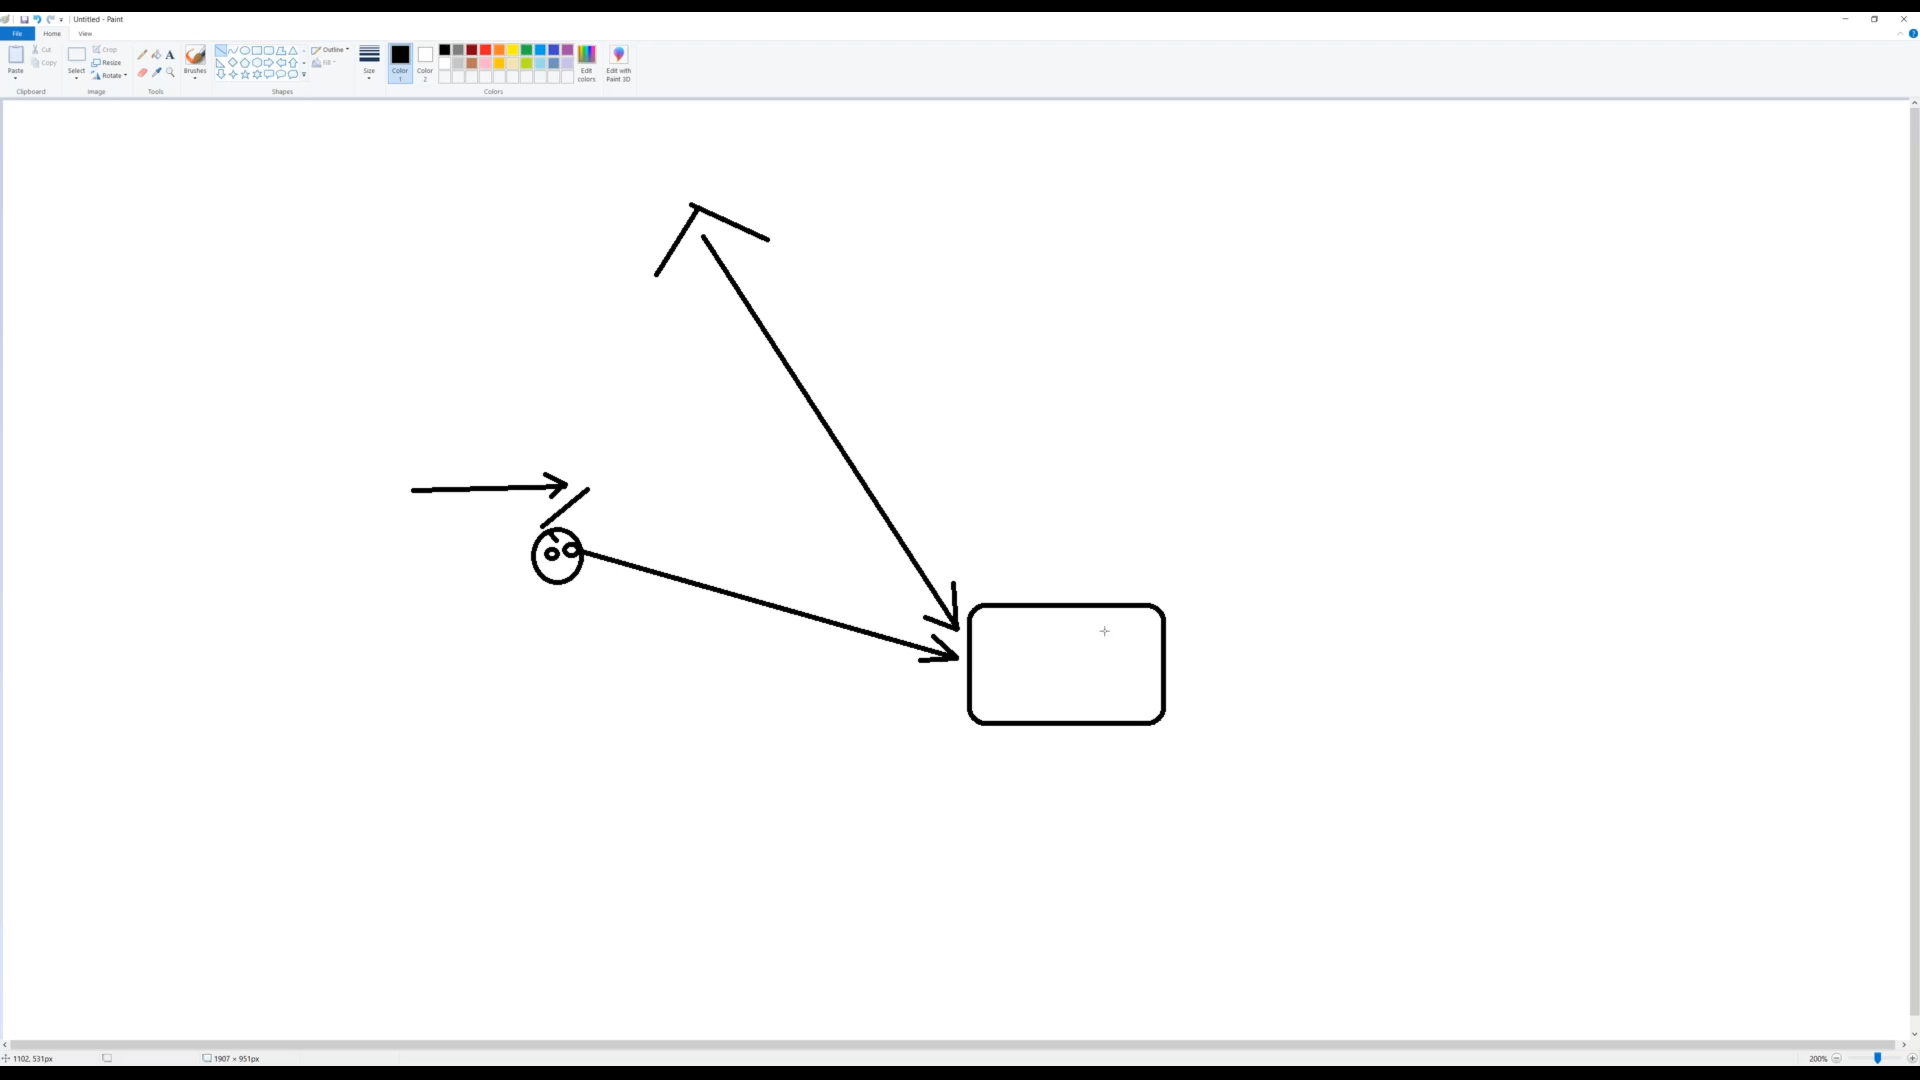 Untitled - Paint
File Home View
Paste
Cut
Copy
Clipboard
Select
Crop
Resize
Rotate
Image
A
Tools
Brushes
Outline
Fill
Shapes
Size
Color 1
Color 2
Edit colors
Colors
Edit with Paint 3D
1102, 531px
1907 × 951px
200%